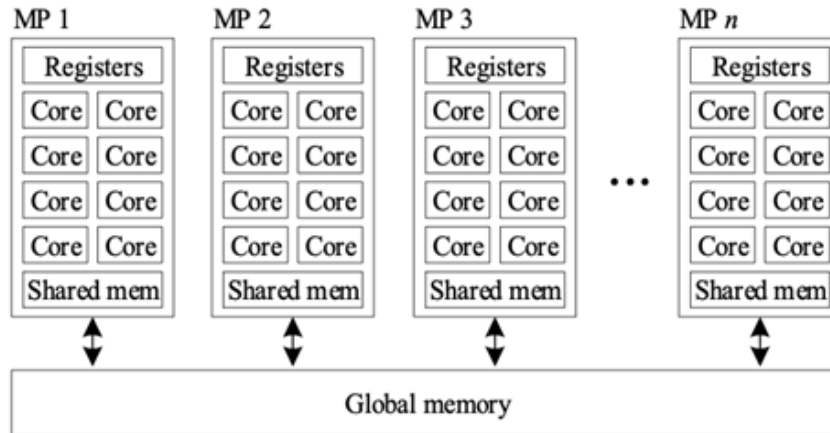 MP 1 MP 2 MP 3 MP n
Registers Registers Registers Registers
Core Core Core Core Core Core Core Core
Core Core Core Core Core Core Core Core
Core Core Core Core Core Core Core Core
Core Core Core Core Core Core Core Core
...
Shared mem Shared mem Shared mem Shared mem
Global memory